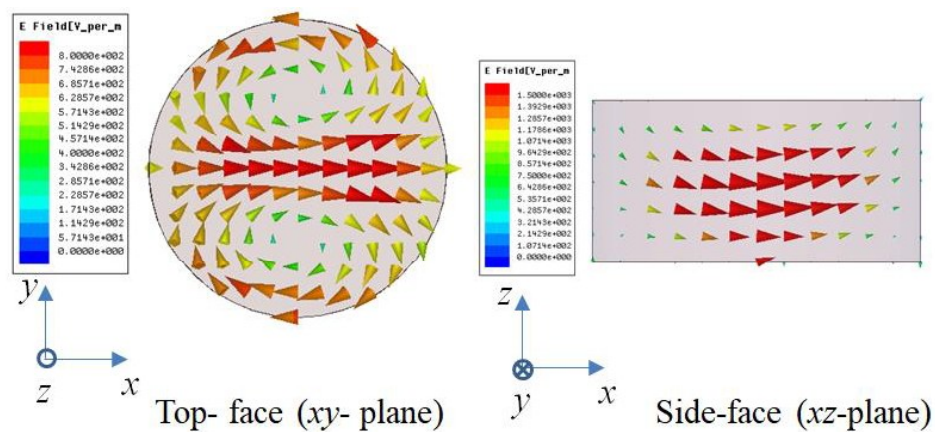 E Field[V_per_m
8.0000e+002
7.4286e+002
6.8571e+002
6.2857e+002
5.7143e+002
5.1429e+002
4.5714e+002
4.0000e+002
3.4286e+002
2.8571e+002
2.2857e+002
1.7143e+002
1.1429e+002
5.7143e+001
0.0000e+000
E Field[V_per_m
1.5000e+003
1.3929e+003
1.2857e+003
1.1786e+003
1.0714e+003
9.6429e+002
8.5714e+002
7.5000e+002
6.4286e+002
5.3571e+002
4.2857e+002
3.2143e+002
2.1429e+002
1.0714e+002
0.0000e+000
y
z
x
z
y
x
Top- face (xy- plane)
Side-face (xz-plane)